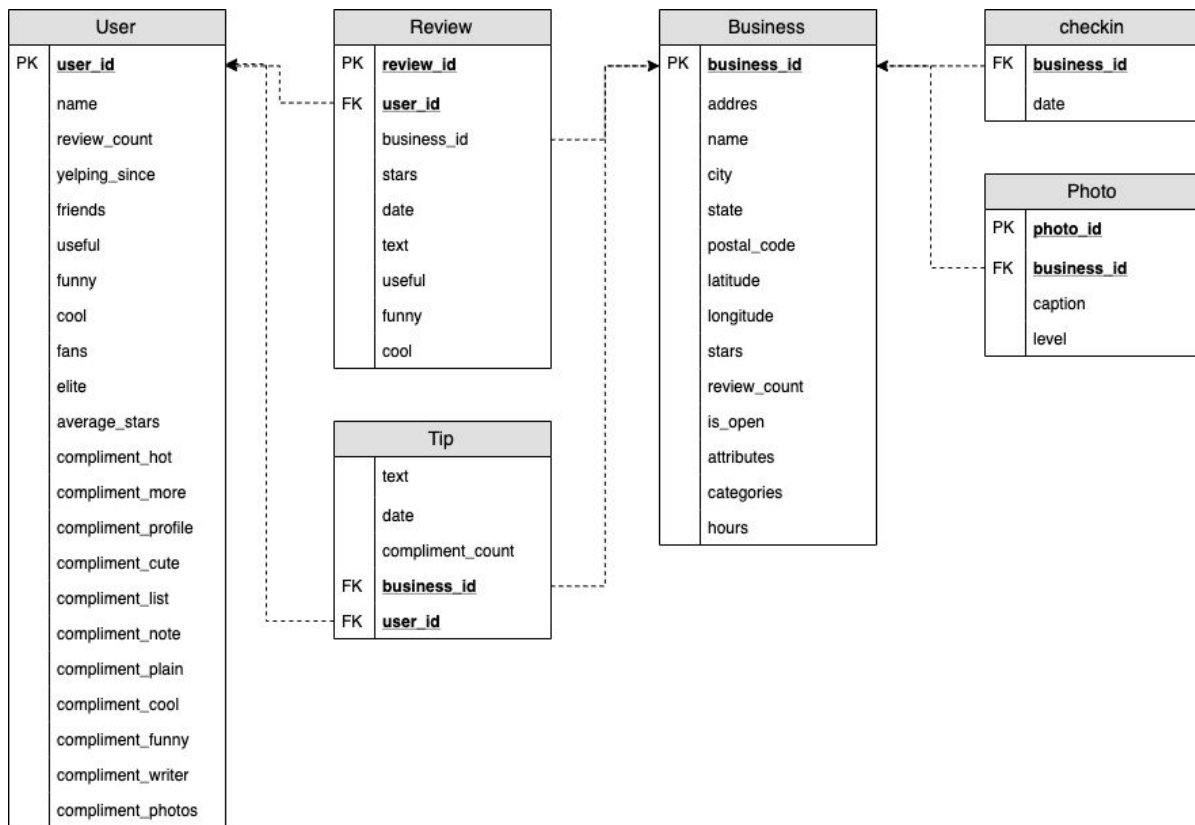 User
PK user_id
name
review_count
yelping_since
friends
useful
funny
cool
fans
elite
average_stars
compliment_hot
compliment_more
compliment_profile
compliment_cute
compliment_list
compliment_note
compliment_plain
compliment_cool
compliment_funny
compliment_writer
compliment_photos
Review
PK review_id
FK user_id
business_id
stars
date
text
useful
funny
cool
Tip
text
date
compliment_count
FK business_id
FK user_id
Business
PK business_id
addres
name
city
state
postal_code
latitude
longitude
stars
review_count
is_open
attributes
categories
hours
checkin
FK business_id
date
Photo
PK photo_id
FK business_id
caption
level